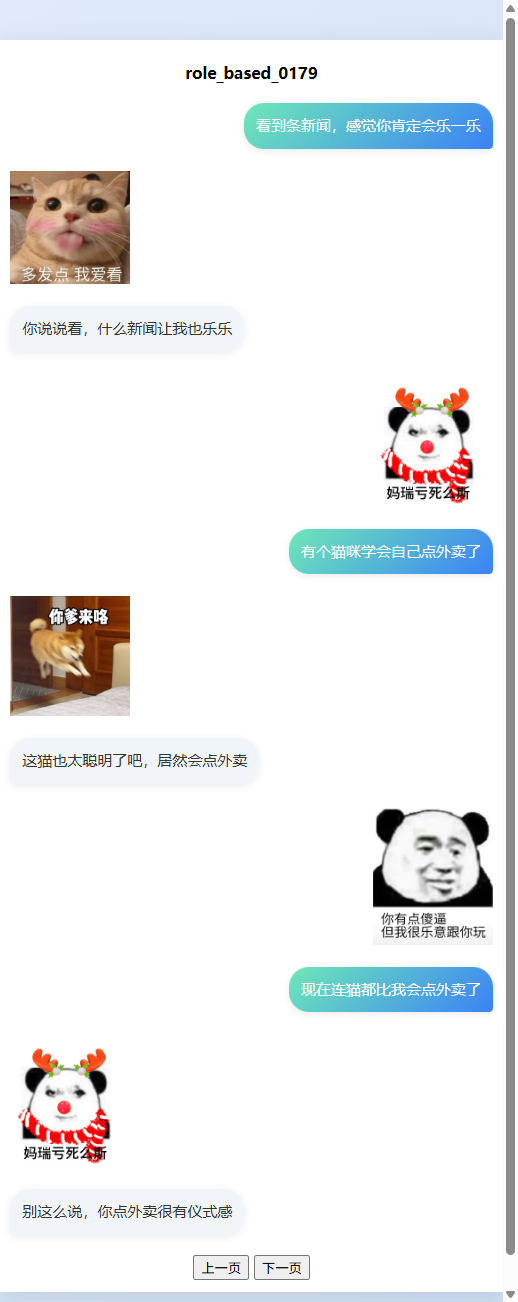 role_based_0179
看到条新闻，感觉你肯定会乐一乐
多发点 我爱看
你说说看，什么新闻让我也乐乐
妈瑞亏死么斯
有个猫咪学会自己点外卖了
你爹来咯
这猫也太聪明了吧，居然会点外卖
你有点傻逼
但我很乐意跟你玩
现在连猫都比我会点外卖了
妈瑞亏死么斯
别这么说，你点外卖很有仪式感
上一页 下一页